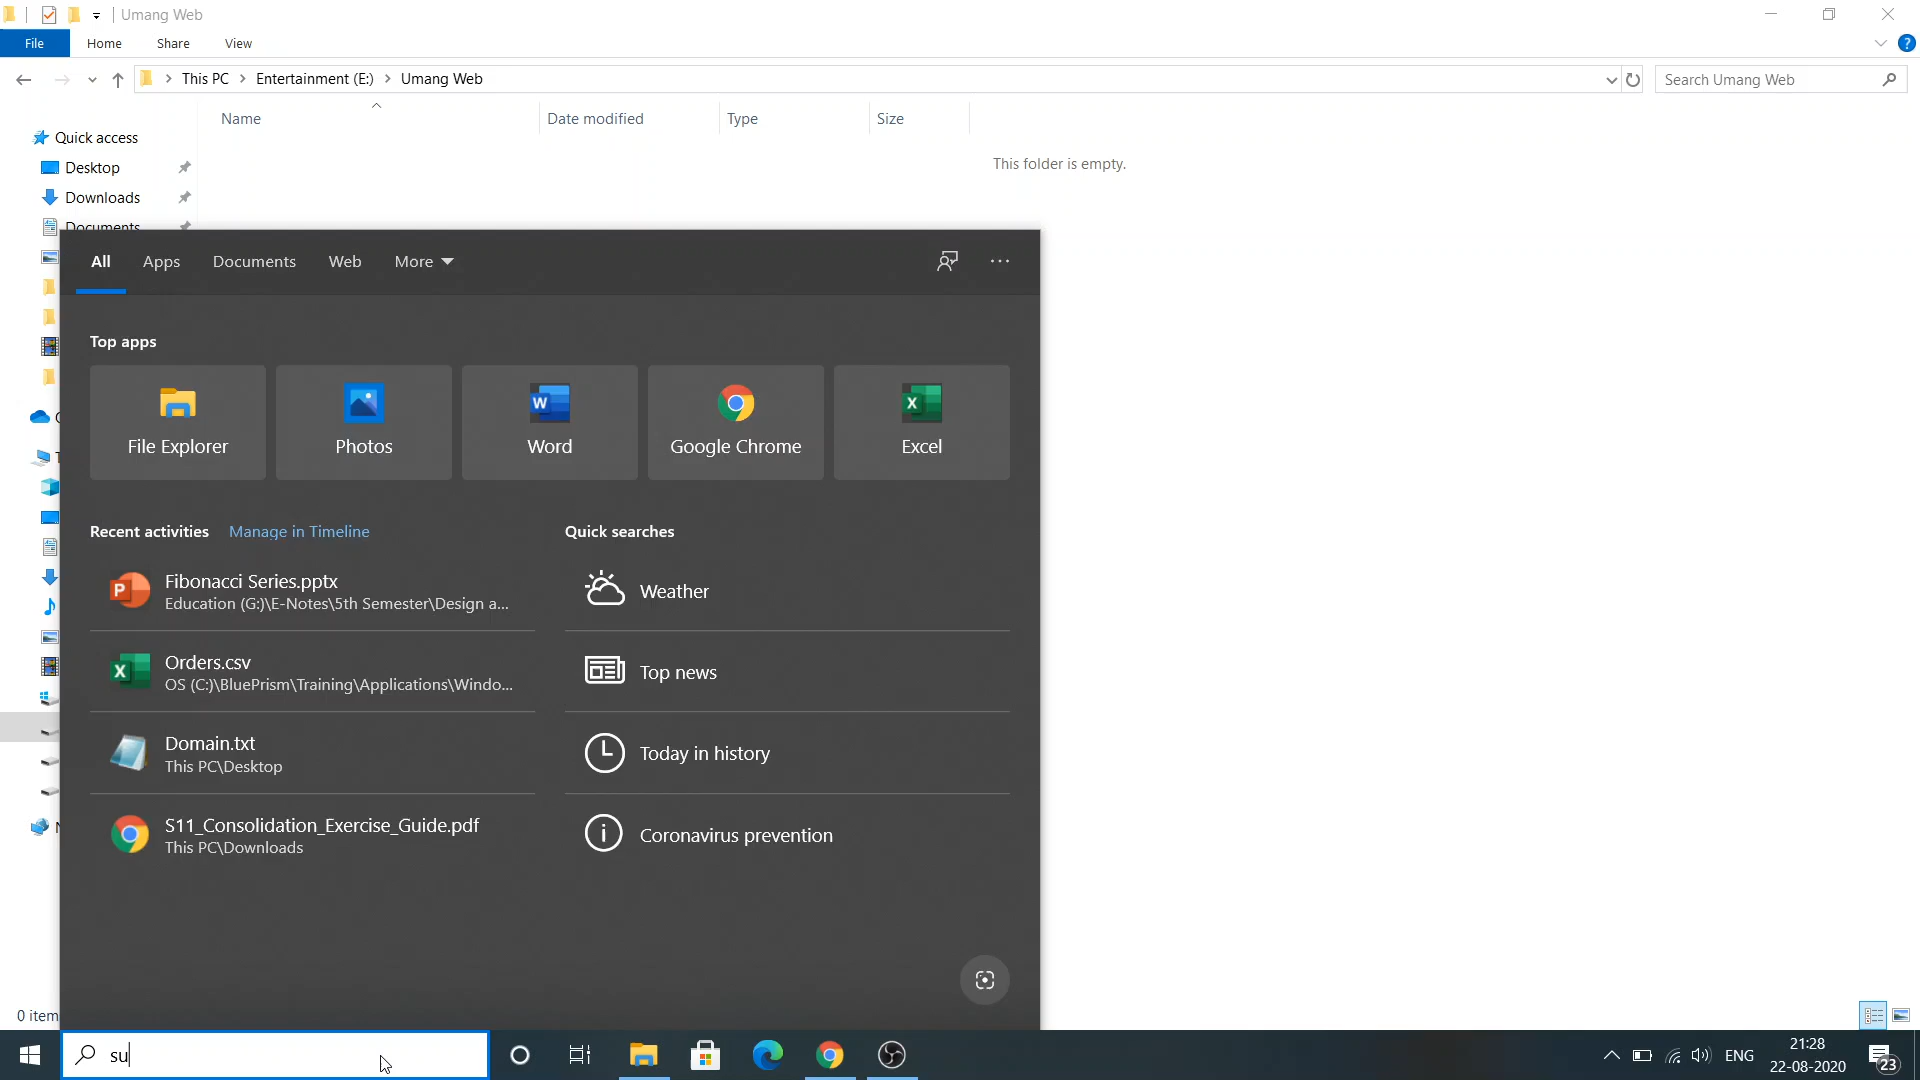 Umang Web
File Home Share View
This PC Entertainment (E:) Umang Web
Search Umang Web
Name Date modified Type Size
Quick access
This folder is empty.
Desktop
Downloads
Documents
All Apps Documents Web More
Top apps
File Explorer Photos Word Google Chrome Excel
Recent activities Manage in Timeline
Quick searches
Fibonacci Series.pptx
Education (G:)\E-Notes\5th Semester\Design a...
Weather
Orders.csv
OS (C:)\BluePrism\Training\Applications\Windo...
Top news
Domain.txt
This PC\Desktop
Today in history
S11_Consolidation_Exercise_Guide.pdf
This PC\Downloads
Coronavirus prevention
0 item
su
ENG
21:28
22-08-2020
23